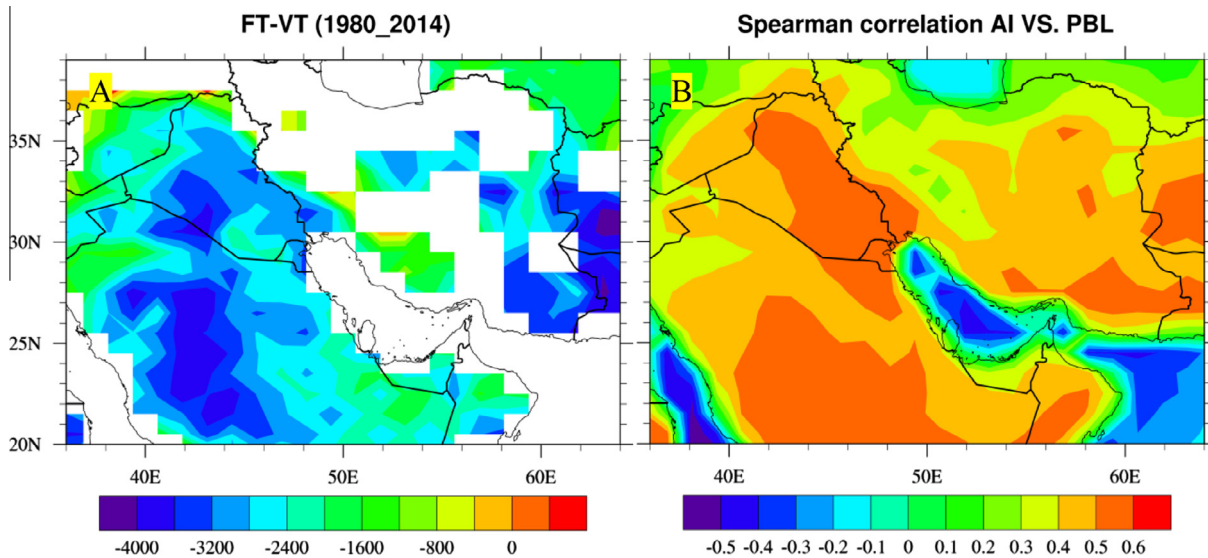 FT-VT (1980_2014)
Spearman correlation AI VS. PBL
A
B
35N
30N
25N
20N
40E 50E 60E
40E 50E 60E
-4000 -3200 -2400 -1600 -800 0
-0.5 -0.4 -0.3 -0.2 -0.1 0 0.1 0.2 0.3 0.4 0.5 0.6